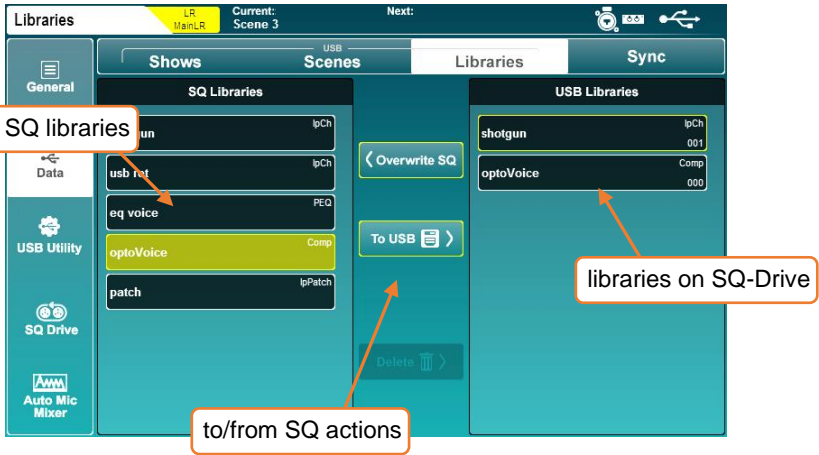 Libraries
LR
MainLR
Current:
Scene 3
Next:
General
Data
USB Utility
SQ Drive
Auto Mic
Mixer
USB
Shows
Scenes
Libraries
Sync
SQ Libraries
IpCh
usb ret
IpCh
eq voice
PEQ
optoVoice
Comp
patch
IpPatch
Overwrite SQ
To USB
Delete
USB Libraries
shotgun
IpCh
001
optoVoice
Comp
000
SQ libraries
libraries on SQ-Drive
to/from SQ actions